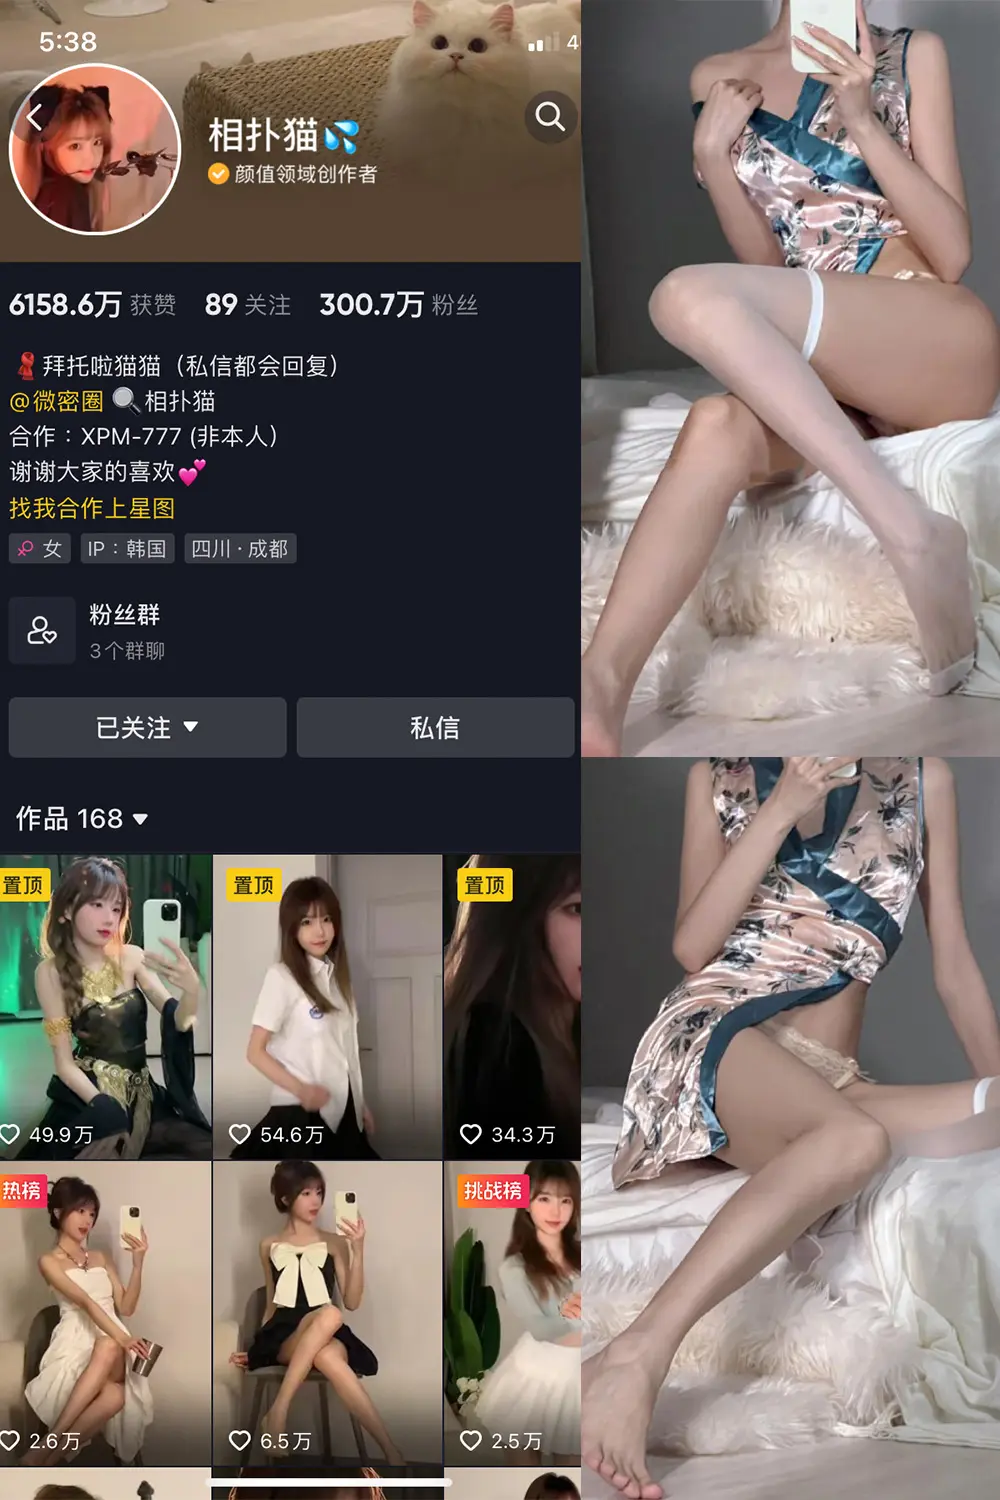 5:38
4
相扑猫💦
颜值领域创作者
6158.6万 获赞 89 关注 300.7万 粉丝
🧣拜托啦猫猫（私信都会回复）
@微密圈 🔍相扑猫
合作：XPM-777 (非本人)
谢谢大家的喜欢💕
找我合作上星图
女 IP：韩国 四川·成都
粉丝群
3个群聊
已关注 私信
作品 168
置顶 置顶 置顶
49.9万 54.6万 34.3万
热榜 挑战榜
2.6万 6.5万 2.5万